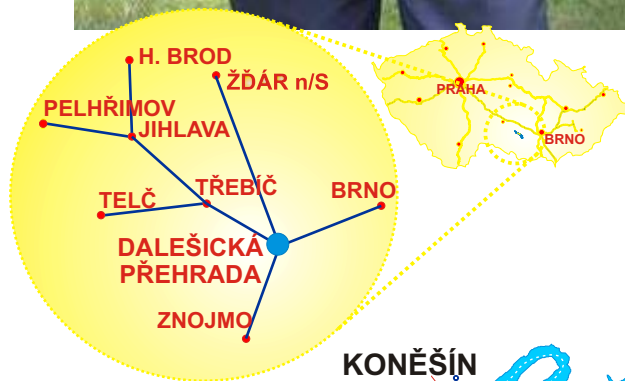 H. BROD
ŽĎÁR n/S
PELHŘIMOV
JIHLAVA
TELČ
TŘEBÍČ
BRNO
DALEŠICKÁ
PŘEHRADA
ZNOJMO
PRAHA
BRNO
KONĚŠÍN